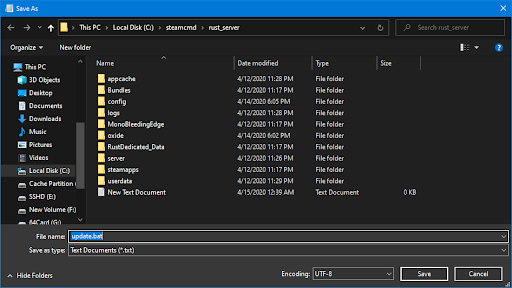 Save As
This PC > Local Disk (C:) > steamcmd > rust_server
Search rust_server
Organize New folder
Name Date modified Type Size
This PC
3D Objects
Desktop
Documents
Downloads
Music
Pictures
Videos
Local Disk (C:)
Cache Partition (
SSHD (E:)
New Volume (F:)
64Card (G:)
appcache 4/12/2020 11:28 PM File folder
Bundles 4/12/2020 11:17 PM File folder
config 4/14/2020 6:05 PM File folder
logs 4/12/2020 11:28 PM File folder
MonoBleedingEdge 4/12/2020 11:17 PM File folder
oxide 4/14/2020 6:02 PM File folder
RustDedicated_Data 4/12/2020 11:17 PM File folder
server 4/12/2020 11:26 PM File folder
steamapps 4/12/2020 11:17 PM File folder
userdata 4/12/2020 11:29 PM File folder
New Text Document 4/15/2020 12:39 AM Text Document 0 KB
File name: update.bat
Save as type: Text Documents (*.txt)
Hide Folders
Encoding: UTF-8
Save
Cancel